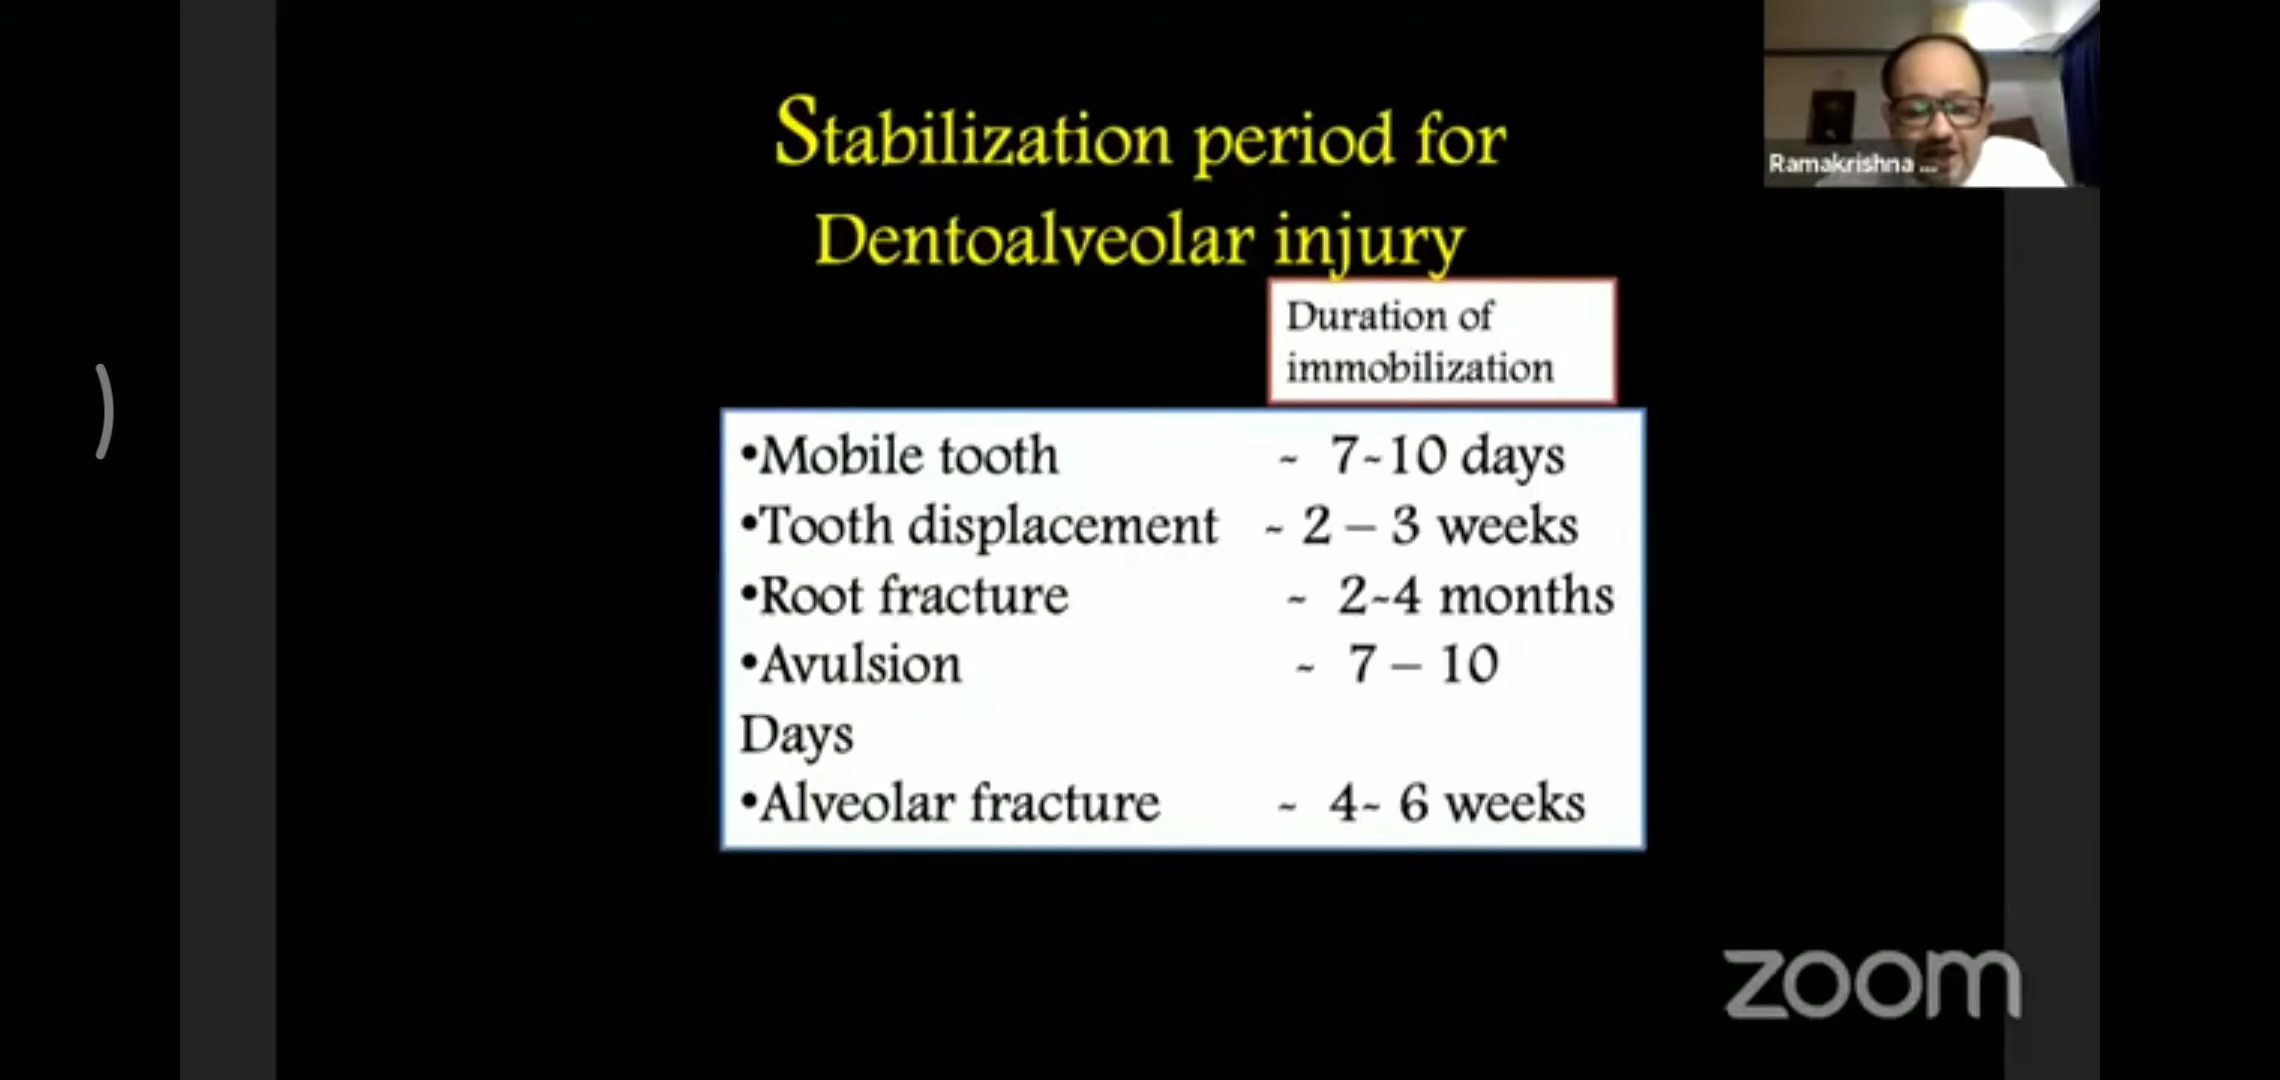 Stabilization period for
Dentoalveolar injury
Ramakrishna ...
Duration of
immobilization
•Mobile tooth - 7-10 days
•Tooth displacement - 2 – 3 weeks
•Root fracture - 2-4 months
•Avulsion - 7 – 10
Days
•Alveolar fracture - 4- 6 weeks
zoom